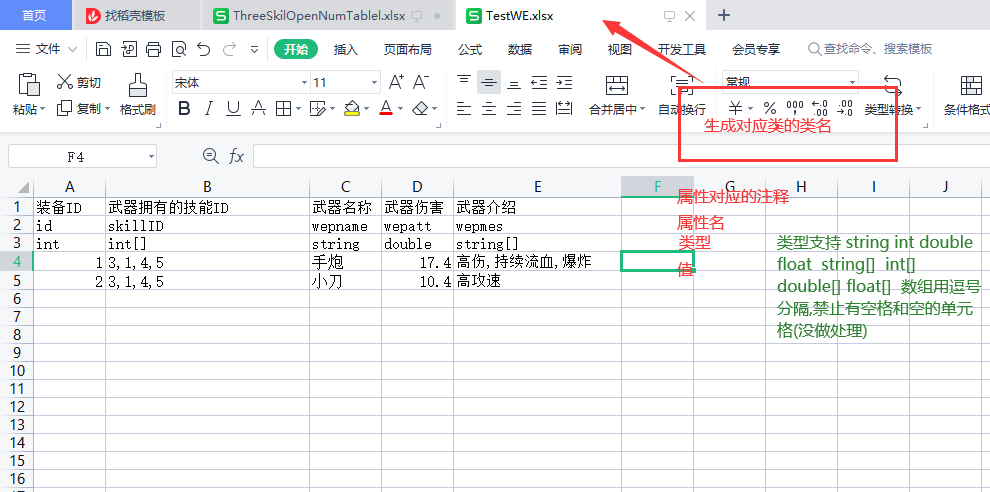 首页 找稻壳模板 ThreeSkilOpenNumTablel.xlsx TestWE.xlsx
文件 开始 插入 页面布局 公式 数据 审阅 视图 开发工具 会员专享 查找命令、搜索模板
粘贴 剪切 复制 格式刷 宋体 11 A+ A- 合并居中 自动换行 常规 类型转换 条件格式
B I U A A ¥ % 000 ←.0 .00 .00 →.0
生成对应类的类名
F4 fx
A B C D E F G H I J
1 装备ID 武器拥有的技能ID 武器名称 武器伤害 武器介绍
属性对应的注释
2 id skillID wepname wepatt wepmes
属性名
3 int int[] string double string[]
类型
4 1 3,1,4,5 手炮 17.4 高伤,持续流血,爆炸
值
5 2 3,1,4,5 小刀 10.4 高攻速
类型支持 string int double
float string[] int[]
double[] float[] 数组用逗号
分隔,禁止有空格和空的单元
格(没做处理)
6
7
8
9
10
11
12
13
14
15
16